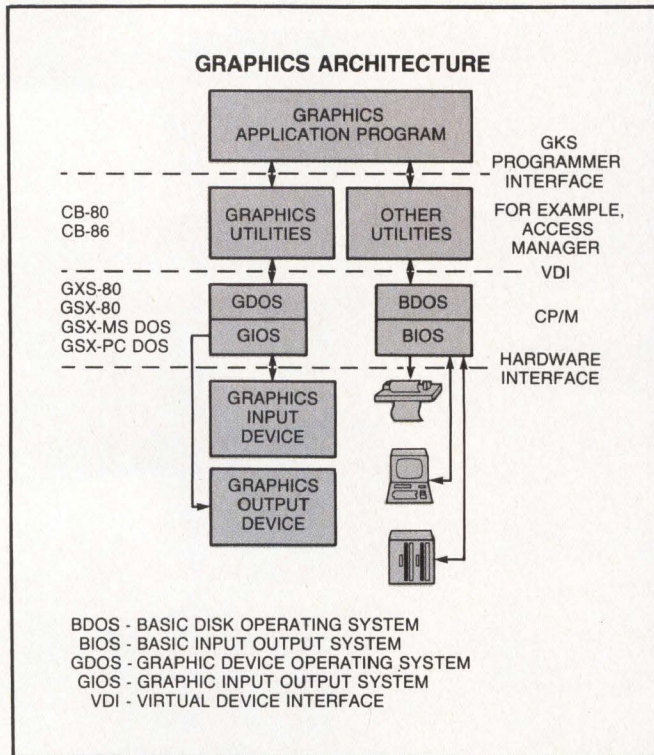 GRAPHICS ARCHITECTURE
GRAPHICS
APPLICATION PROGRAM
GKS
PROGRAMMER
INTERFACE
CB-80
CB-86
GRAPHICS
UTILITIES
OTHER
UTILITIES
FOR EXAMPLE,
ACCESS
MANAGER
VDI
GXS-80
GSX-80
GSX-MS DOS
GSX-PC DOS
GDOS
GIOS
BDOS
BIOS
CP/M
HARDWARE
INTERFACE
GRAPHICS
INPUT
DEVICE
GRAPHICS
OUTPUT
DEVICE
BDOS - BASIC DISK OPERATING SYSTEM
BIOS - BASIC INPUT OUTPUT SYSTEM
GDOS - GRAPHIC DEVICE OPERATING SYSTEM
GIOS - GRAPHIC INPUT OUTPUT SYSTEM
VDI - VIRTUAL DEVICE INTERFACE